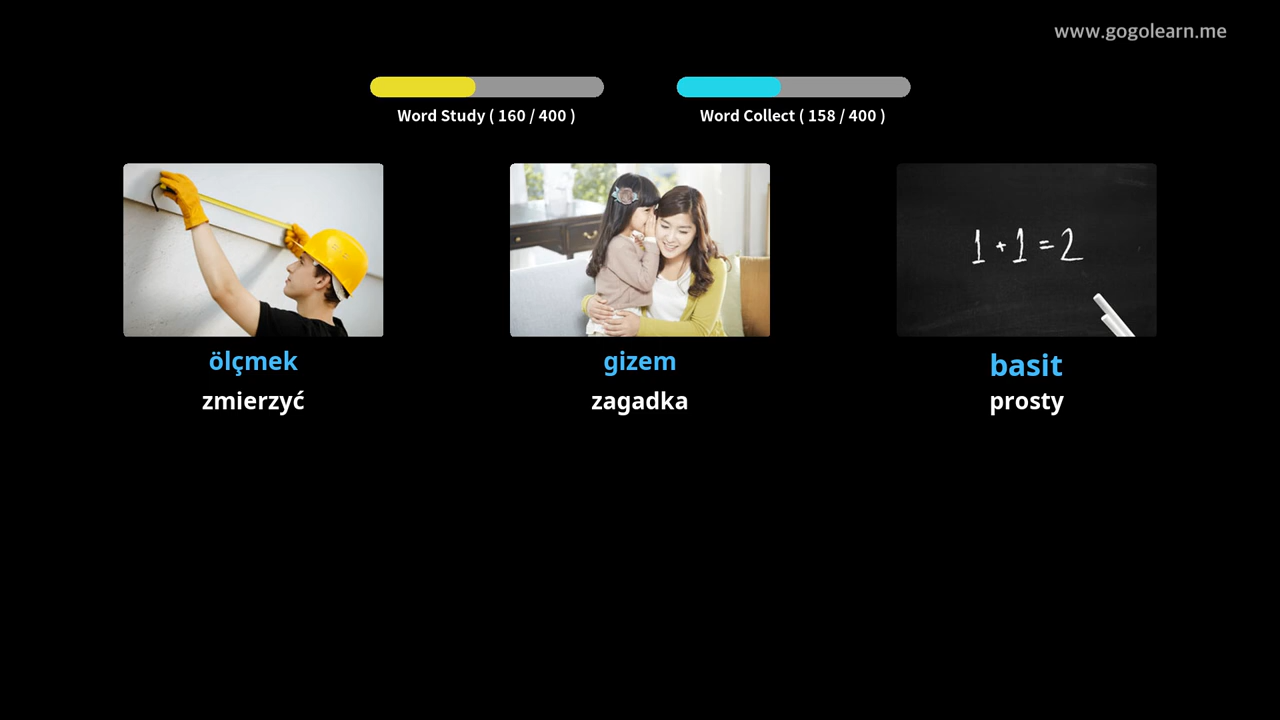 www.gogolearn.me
Word Study ( 160 / 400 )
Word Collect ( 158 / 400 )
1 + 1 = 2
ölçmek
zmierzyć
gizem
zagadka
basit
prosty